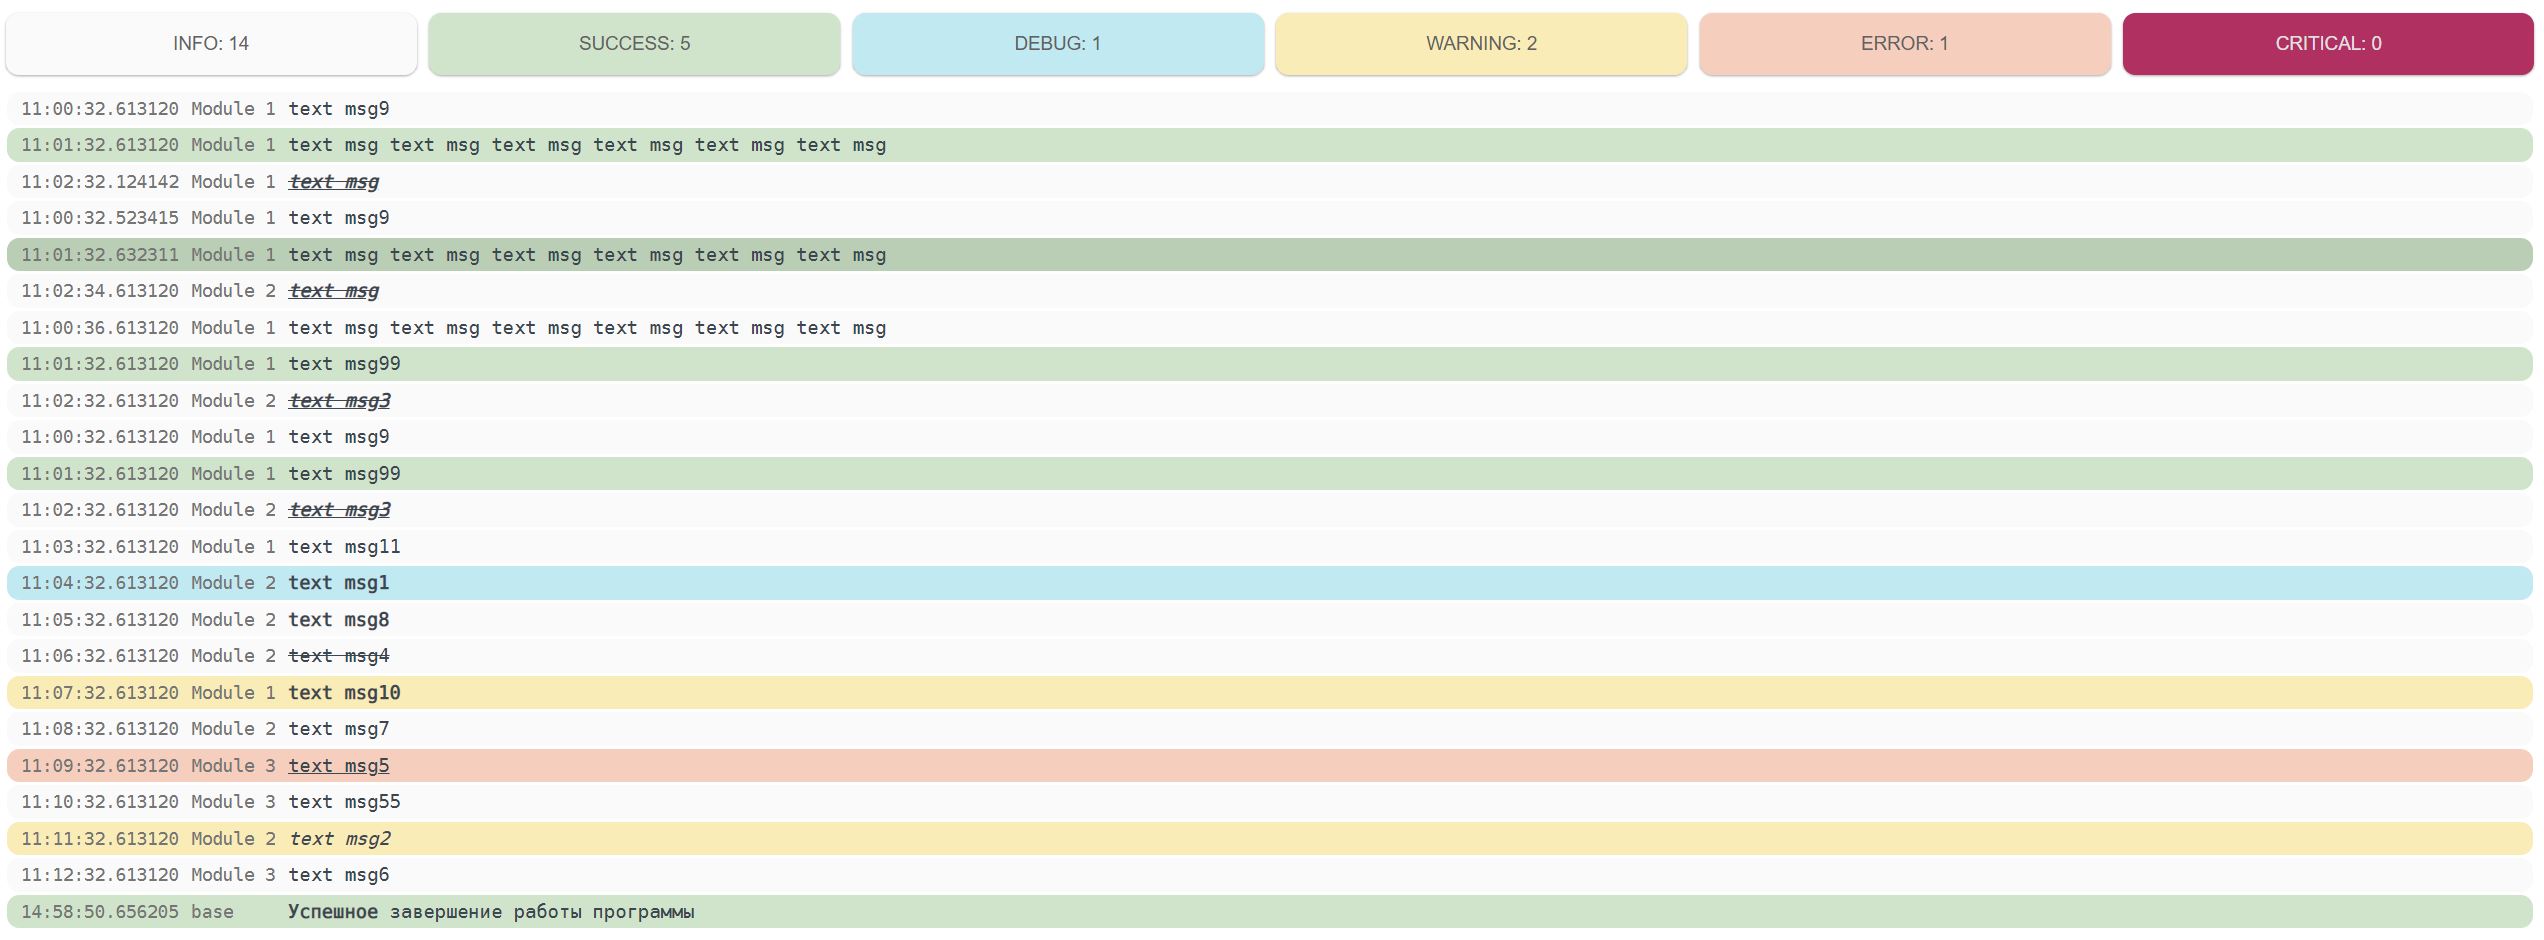 INFO: 14 SUCCESS: 5 DEBUG: 1 WARNING: 2 ERROR: 1 CRITICAL: 0
11:00:32.613120 Module 1 text msg9
11:01:32.613120 Module 1 text msg text msg text msg text msg text msg text msg
11:02:32.124142 Module 1 text msg
11:00:32.523415 Module 1 text msg9
11:01:32.632311 Module 1 text msg text msg text msg text msg text msg text msg
11:02:34.613120 Module 2 text msg
11:00:36.613120 Module 1 text msg text msg text msg text msg text msg text msg
11:01:32.613120 Module 1 text msg99
11:02:32.613120 Module 2 text msg3
11:00:32.613120 Module 1 text msg9
11:01:32.613120 Module 1 text msg99
11:02:32.613120 Module 2 text msg3
11:03:32.613120 Module 1 text msg11
11:04:32.613120 Module 2 text msg1
11:05:32.613120 Module 2 text msg8
11:06:32.613120 Module 2 text msg4
11:07:32.613120 Module 1 text msg10
11:08:32.613120 Module 2 text msg7
11:09:32.613120 Module 3 text msg5
11:10:32.613120 Module 3 text msg55
11:11:32.613120 Module 2 text msg2
11:12:32.613120 Module 3 text msg6
14:58:50.656205 base Успешное завершение работы программы